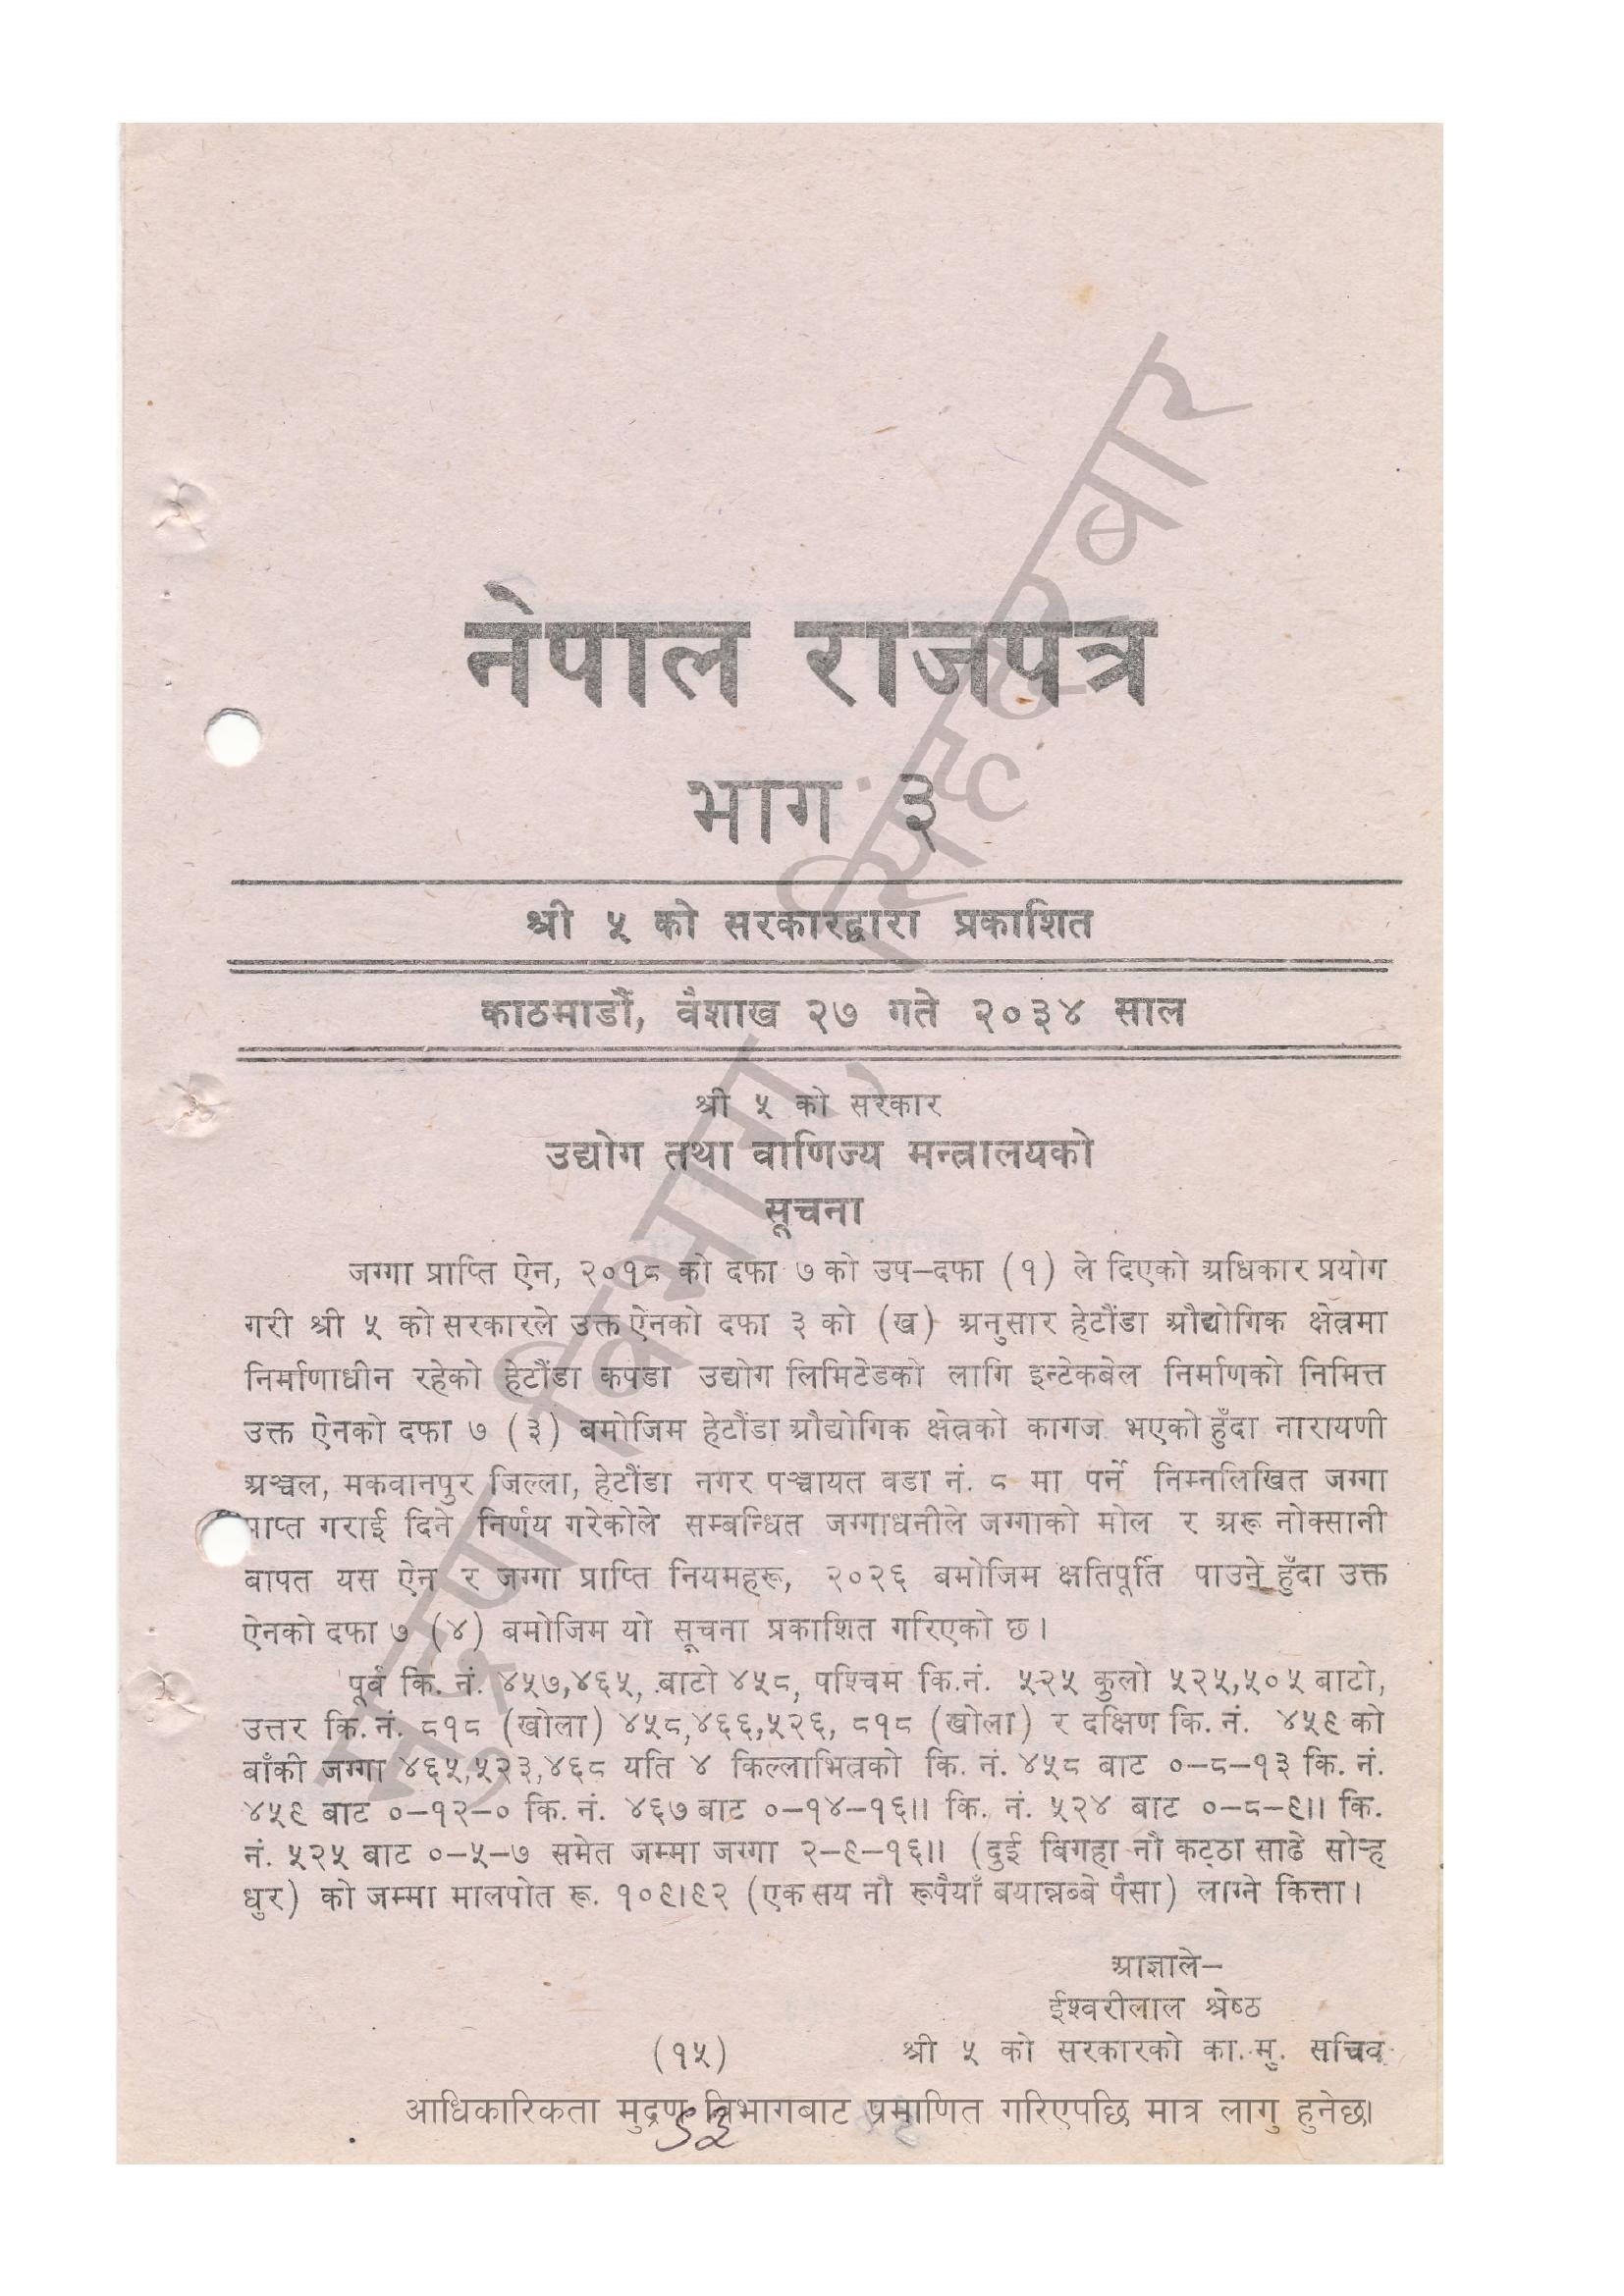 नेपाल राजपत्र
भाग ३
श्री ५ को सरकारद्वारा प्रकाशित
काठमाडौं, वैशाख २७ गते २०३४ साल
श्री ५ को सरकार
उद्योग तथा वाणिज्य मन्त्रालयको
सूचना
जग्गा प्राप्ति ऐन, २०१८ को दफा ७ को उप–दफा (१) ले दिएको अधिकार प्रयोग
गरी श्री ५ को सरकारले उक्त ऐनको दफा ३ को (ख) अनुसार हेटौंडा औद्योगिक क्षेत्रमा
निर्माणाधीन रहेको हेटौंडा कपडा उद्योग लिमिटेडको लागि इन्टेकबेल निर्माणको निमित्त
उक्त ऐनको दफा ७ (३) बमोजिम हेटौंडा औद्योगिक क्षेत्रको कागज भएको हुँदा नारायणी
अञ्चल, मकवानपुर जिल्ला, हेटौंडा नगर पञ्चायत वडा नं. ८ मा पर्ने निम्नलिखित जग्गा
प्राप्त गराई दिने निर्णय गरेकोले सम्बन्धित जग्गाधनीले जग्गाको मोल र अरू नोक्सानी
बापत यस ऐन र जग्गा प्राप्ति नियमहरू, २०२६ बमोजिम क्षतिपूर्ति पाउने हुँदा उक्त
ऐनको दफा ७ (४) बमोजिम यो सूचना प्रकाशित गरिएको छ।
पूर्व कि. नं. ४५७,४६५, बाटो ४५८, पश्चिम कि.नं. ५२५ कुलो ५२५,५०५ बाटो,
उत्तर कि. नं. ८१८ (खोला) ४५८,४६६,५२६, ८१८ (खोला) र दक्षिण कि. नं. ४५९ को
बाँकी जग्गा ४६५,५२३,४६८ यति ४ किल्लाभित्रको कि. नं. ४५८ बाट ०–८–१३ कि. नं.
४५९ बाट ०–१२–० कि. नं. ४६७ बाट ०–१४–१६॥ कि. नं. ५२४ बाट ०–८–९॥ कि.
नं. ५२५ बाट ०–५–७ समेत जम्मा जग्गा २–९–१६॥ (दुई बिगहा नौ कट्ठा साढे सोऱ्ह
धुर) को जम्मा मालपोत रू. १०९।९२ (एक सय नौ रूपैयाँ बयान्नब्बे पैसा) लाग्ने कित्ता।
आज्ञाले–
ईश्वरीलाल श्रेष्ठ
(१५) श्री ५ को सरकारको का. मु. सचिव
आधिकारिकता मुद्रण विभागबाट प्रमाणित गरिएपछि मात्र लागु हुनेछ।
मुद्रण विभाग, सिंहदरबार